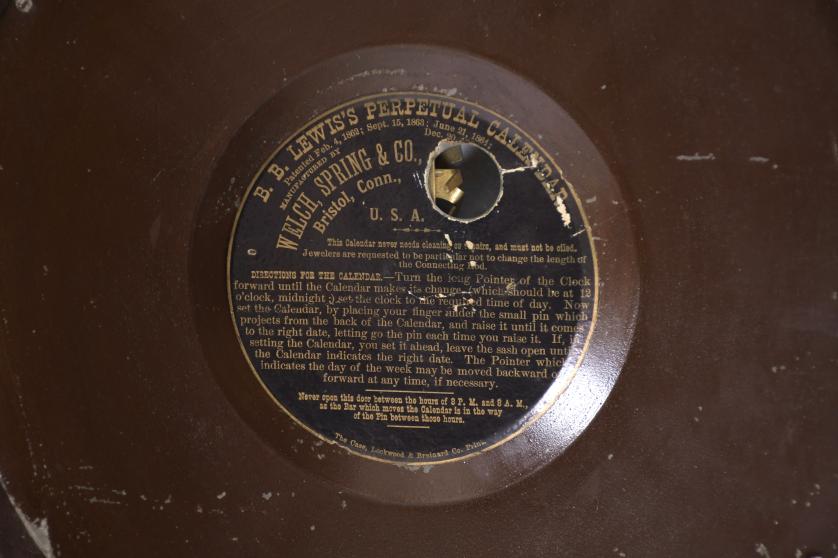 B. B. LEWIS'S PERPETUAL CALENDAR
Patented Feb. 4, 1862; Sept. 15, 1863; June 21, 1864;
Dec. 20
MANUFACTURED BY
WELCH, SPRING & CO.,
Bristol, Conn.,
U. S. A.
This Calendar never needs cleaning or repairs, and must not be oiled.
Jewelers are requested to be particular not to change the length of
the Connecting Rod.
DIRECTIONS FOR THE CALENDAR.—Turn the long Pointer of the Clock
forward until the Calendar makes its change, (which should be at 12
o'clock, midnight;) set the clock to the required time of day. Now
set the Calendar, by placing your finger under the small pin which
projects from the back of the Calendar, and raise it until it comes
to the right date, letting go the pin each time you raise it. If, in
setting the Calendar, you set it ahead, leave the sash open until
the Calendar indicates the right date. The Pointer which
indicates the day of the week may be moved backward or
forward at any time, if necessary.
Never open this door between the hours of 8 P. M. and 8 A. M.,
as the Bar which moves the Calendar is in the way
of the Pin between those hours.
The Case, Lockwood & Brainard Co. Print.